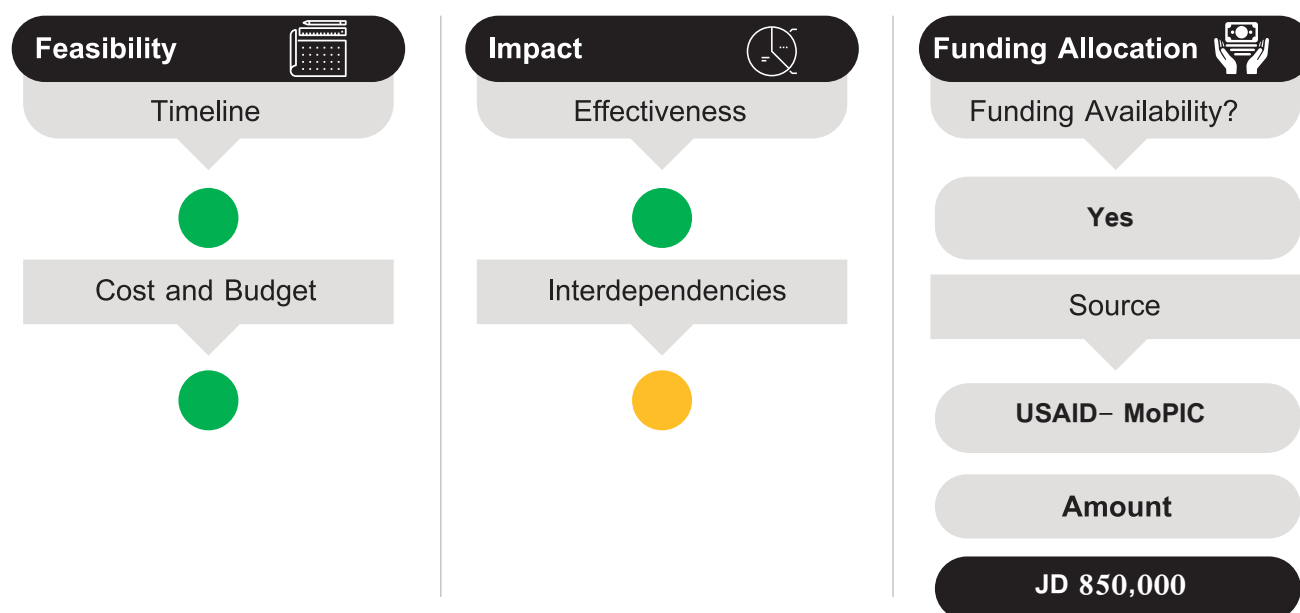 Feasibility
Timeline
Cost and Budget
Impact
Effectiveness
Interdependencies
Funding Allocation
Funding Availability?
Yes
Source
USAID– MoPIC
Amount
JD 850,000